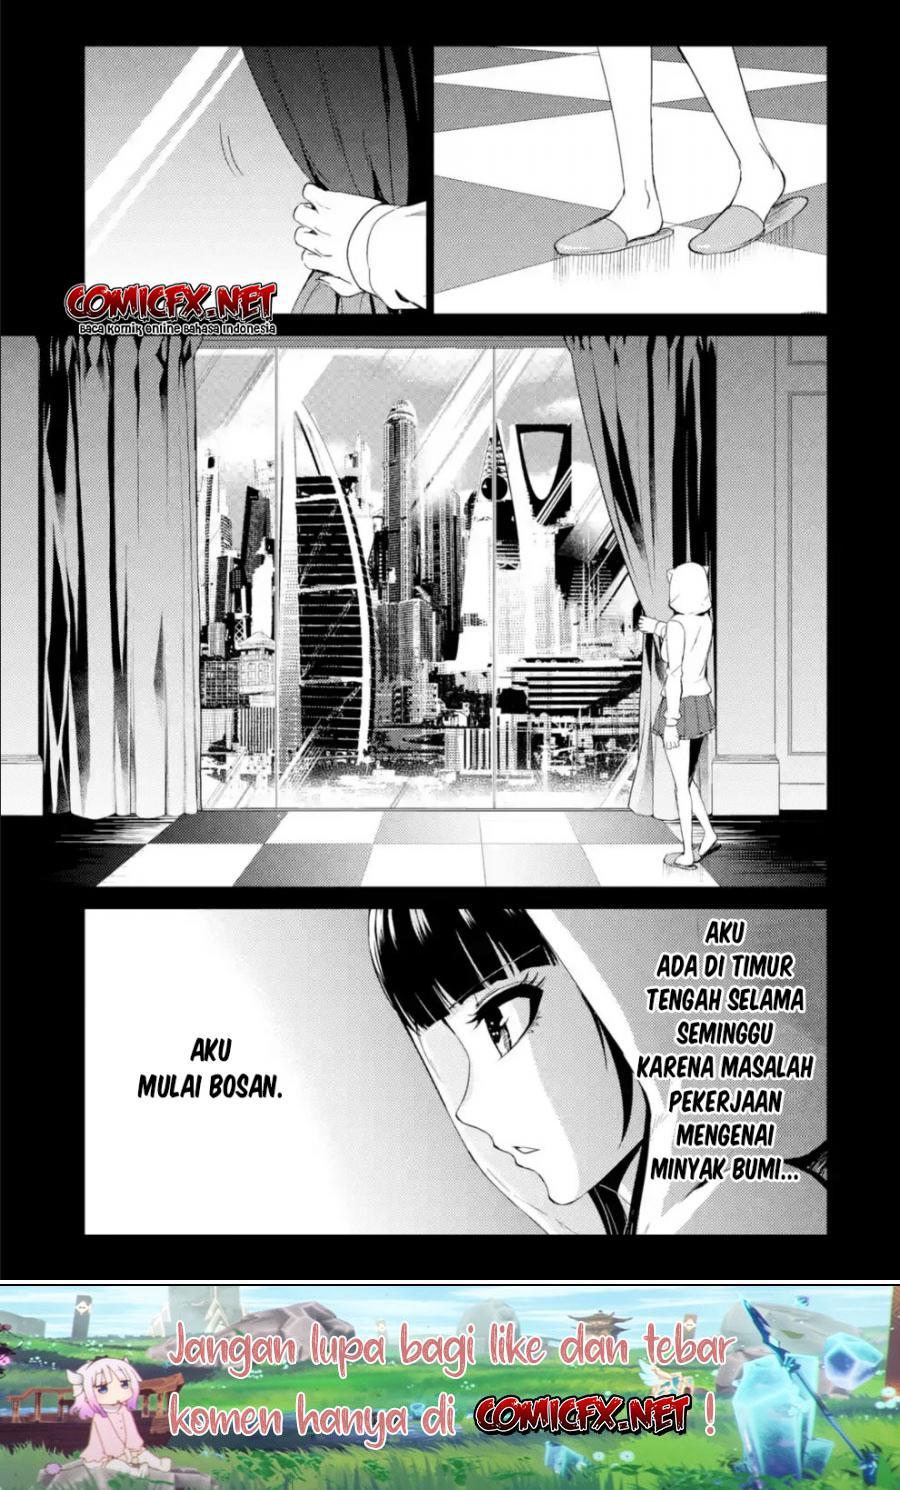 COMICFX.NET
Baca Komik Online Bahasa Indonesia
AKU
ADA DI TIMUR
TENGAH SELAMA
SEMINGGU
KARENA MASALAH
PEKERJAAN
MENGENAI
MINYAK BUMI...
AKU
MULAI BOSAN.
Jangan lupa bagi like dan tebar
komen hanya di COMICFX.NET !